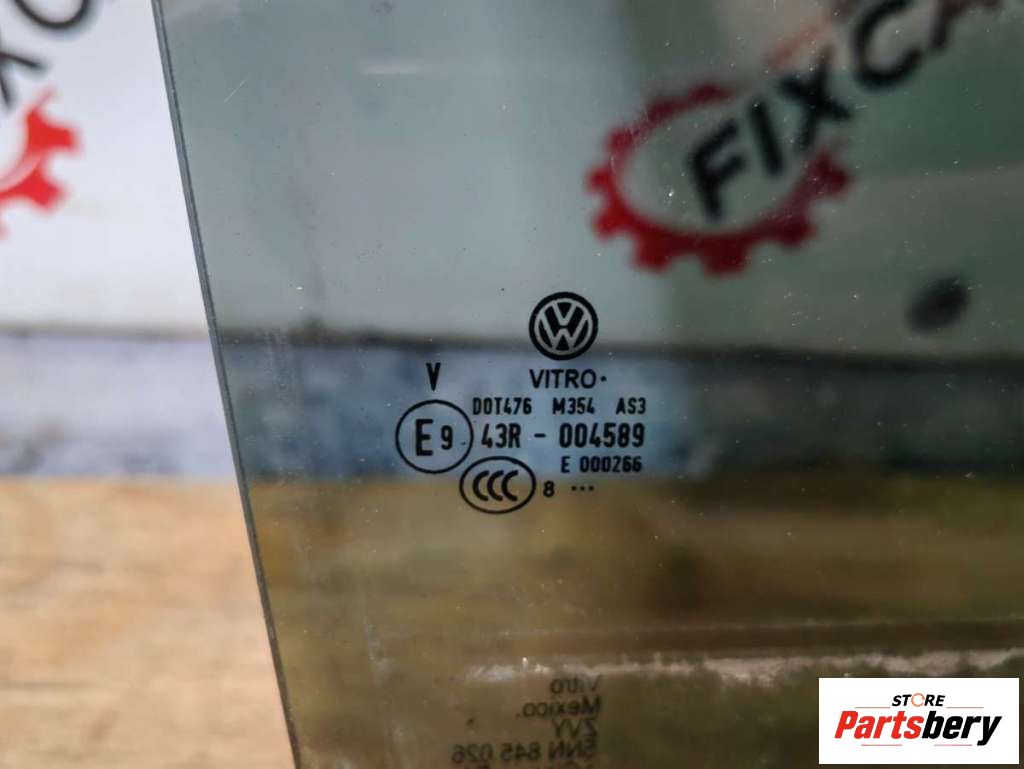 FIXCA
VW
VITRO·
V
DOT476 M354 AS3
E9 43R - 004589
E 000266
CCC 8 ···
Vitro
Mexico.
ZVY
5NN 845 026
STORE
Partsbery